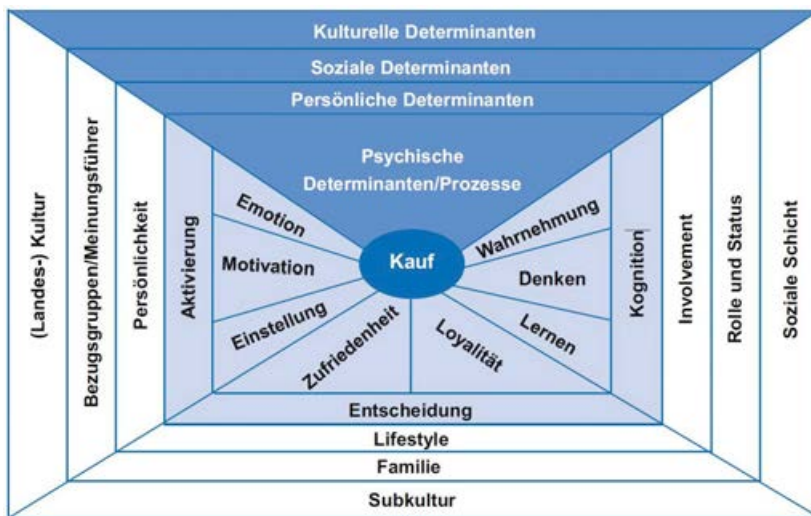 Kulturelle Determinanten
Soziale Determinanten
Persönliche Determinanten
Psychische
Determinanten/Prozesse
(Landes-) Kultur
Bezugsgruppen/Meinungsführer
Persönlichkeit
Aktivierung
Emotion
Motivation
Einstellung
Zufriedenheit
Kauf
Loyalität
Wahrnehmung
Denken
Lernen
Kognition
Involvement
Rolle und Status
Soziale Schicht
Entscheidung
Lifestyle
Familie
Subkultur